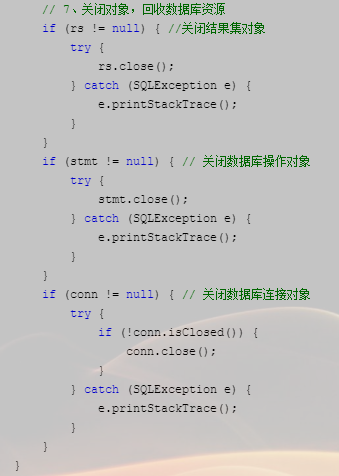 // 7、关闭对象，回收数据库资源
if (rs != null) { //关闭结果集对象
try {
rs.close();
} catch (SQLException e) {
e.printStackTrace();
}
}
if (stmt != null) { // 关闭数据库操作对象
try {
stmt.close();
} catch (SQLException e) {
e.printStackTrace();
}
}
if (conn != null) { // 关闭数据库连接对象
try {
if (!conn.isClosed()) {
conn.close();
}
} catch (SQLException e) {
e.printStackTrace();
}
}
}